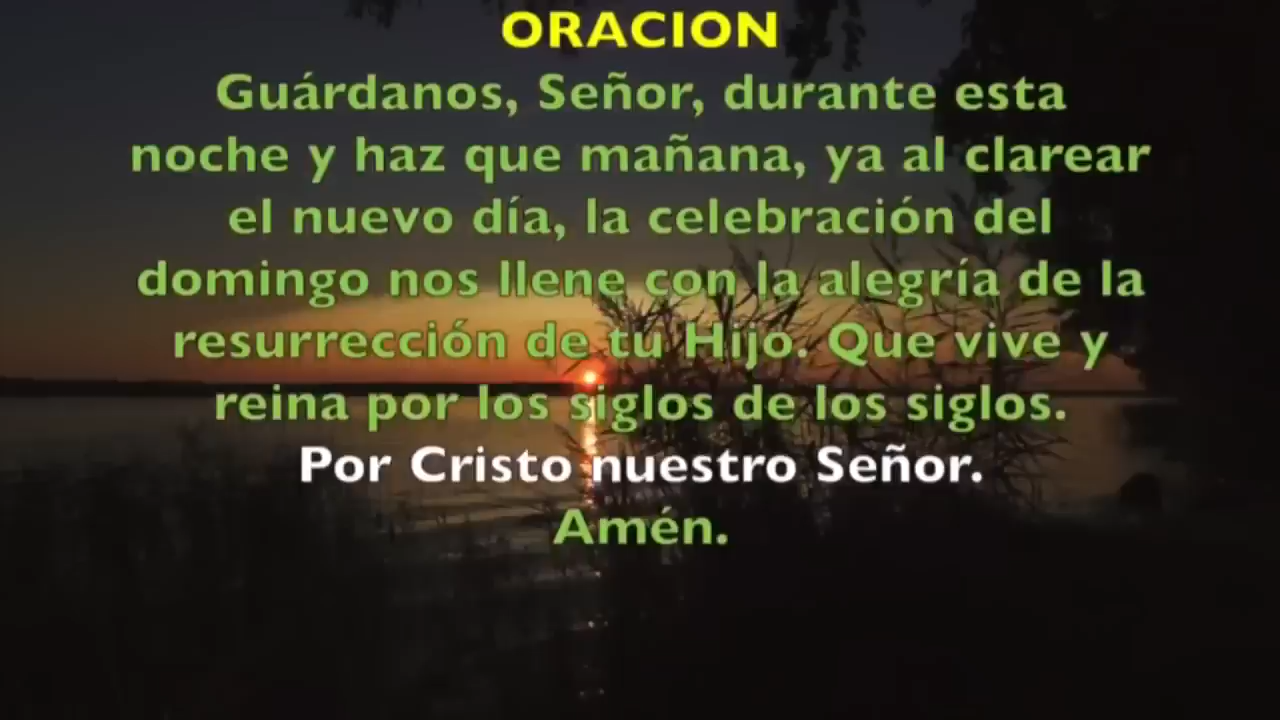 ORACION
Guárdanos, Señor, durante esta
noche y haz que mañana, ya al clarear
el nuevo día, la celebración del
domingo nos llene con la alegría de la
resurrección de tu Hijo. Que vive y
reina por los siglos de los siglos.
Por Cristo nuestro Señor.
Amén.